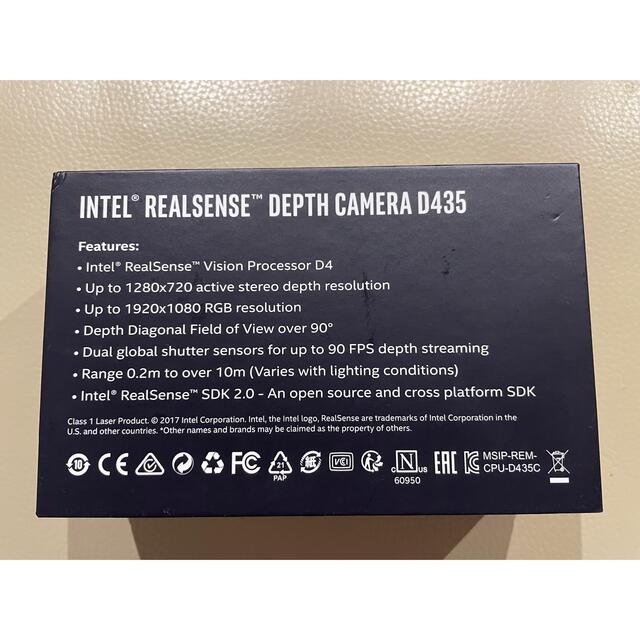 INTEL® REALSENSE™ DEPTH CAMERA D435
Features:
• Intel® RealSense™ Vision Processor D4
• Up to 1280x720 active stereo depth resolution
• Up to 1920x1080 RGB resolution
• Depth Diagonal Field of View over 90°
• Dual global shutter sensors for up to 90 FPS depth streaming
• Range 0.2m to over 10m (Varies with lighting conditions)
• Intel® RealSense™ SDK 2.0 - An open source and cross platform SDK
Class 1 Laser Product. © 2017 Intel Corporation. Intel, the Intel logo, RealSense are trademarks of Intel Corporation in the
U.S. and other countries. *Other names and brands may be claimed as the property of others.
10 CE FC 21 PAP 紙 VCI c N US 60950 EAC MSIP-REM-
CPU-D435C